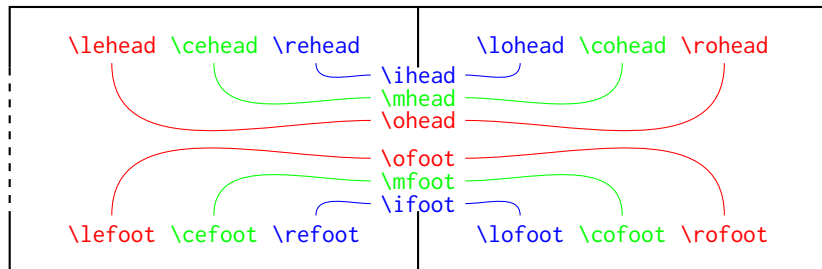 \lehead \cehead \rehead \lohead \cohead \rohead
\ihead
\mhead
\ohead
\ofoot
\mfoot
\ifoot
\lefoot \cefoot \refoot \lofoot \cofoot \rofoot